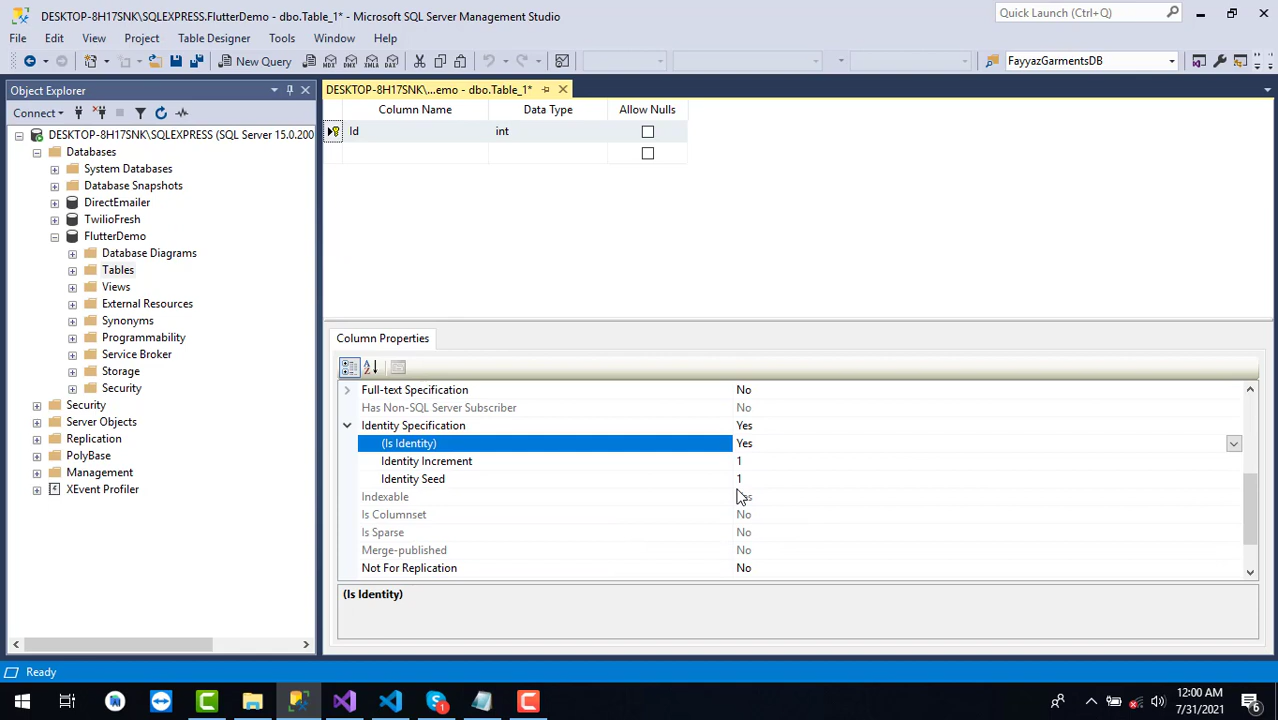 DESKTOP-8H17SNK\SQLEXPRESS.FlutterDemo - dbo.Table_1* - Microsoft SQL Server Management Studio
Quick Launch (Ctrl+Q)
File Edit View Project Table Designer Tools Window Help
New Query
MDX DMX XMLA DAX
FayyazGarmentsDB
Object Explorer
DESKTOP-8H17SNK\...emo - dbo.Table_1*
Connect
DESKTOP-8H17SNK\SQLEXPRESS (SQL Server 15.0.200
Databases
System Databases
Database Snapshots
DirectEmailer
TwilioFresh
FlutterDemo
Database Diagrams
Tables
Views
External Resources
Synonyms
Programmability
Service Broker
Storage
Security
Security
Server Objects
Replication
PolyBase
Management
XEvent Profiler
Column Name Data Type Allow Nulls
Id int
Column Properties
Full-text Specification No
Has Non-SQL Server Subscriber No
Identity Specification Yes
(Is Identity) Yes
Identity Increment 1
Identity Seed 1
Indexable Yes
Is Columnset No
Is Sparse No
Merge-published No
Not For Replication No
(Is Identity)
Ready
12:00 AM
7/31/2021